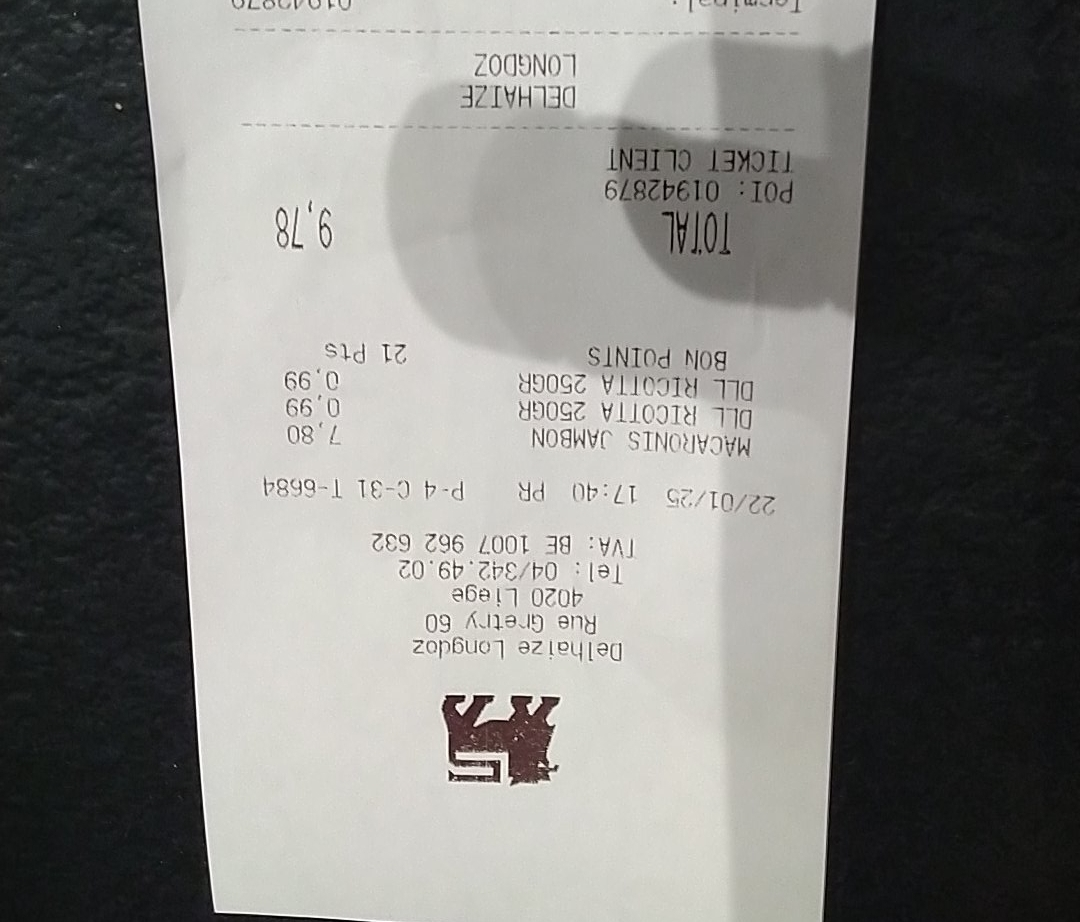 Delhaize Longdoz
Rue Gretry 60
4020 Liege
Tel: 04/342.49.02
TVA: BE 1007 962 632
22/01/25 17:40 PR P-4 C-31 T-6684
MACARONIS JAMBON 7,80
DLL RICOTTA 250GR 0,99
DLL RICOTTA 250GR 0,99
BON POINTS 21 Pts
TOTAL 9,78
POI: 01942879
TICKET CLIENT
--------------------------------
DELHAIZE
LONGDOZ
--------------------------------
Terminal: 01942879